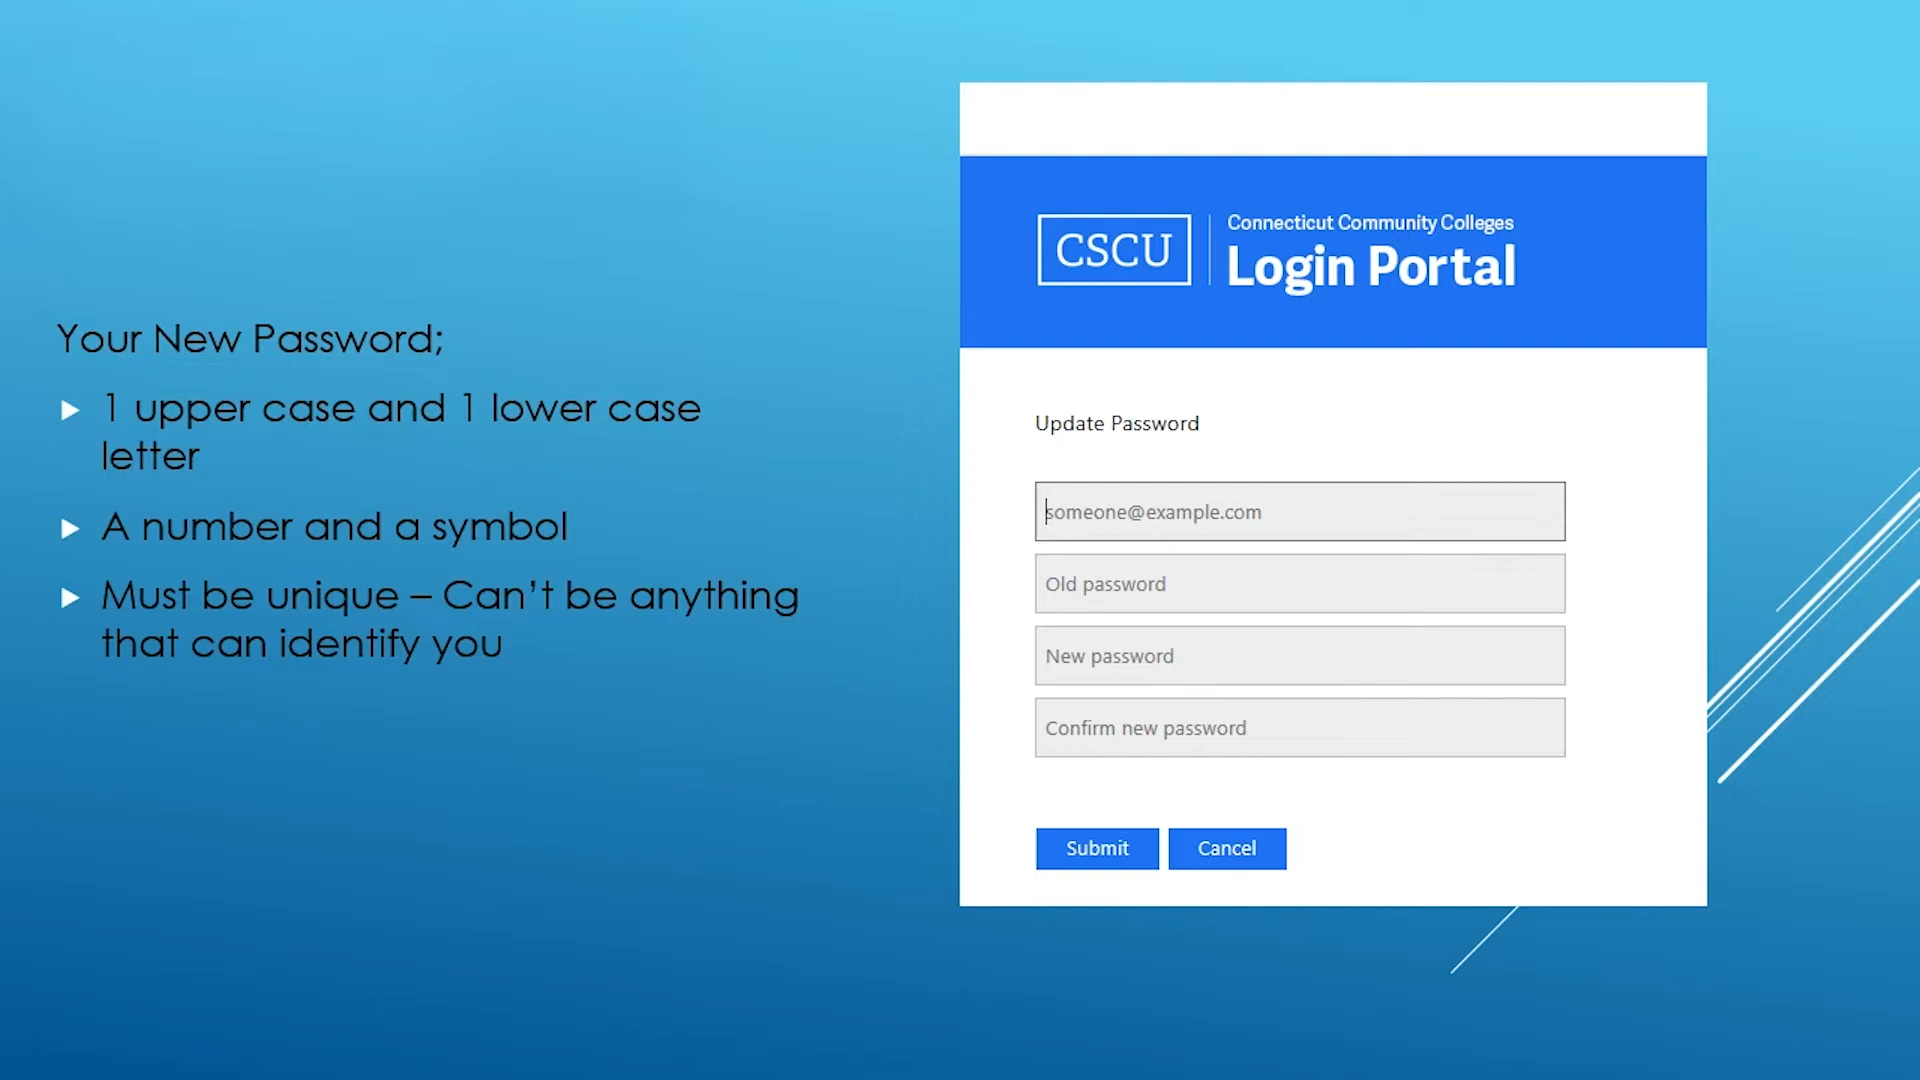 Your New Password;
1 upper case and 1 lower case
letter
A number and a symbol
Must be unique – Can't be anything
that can identify you
CSCU
Connecticut Community Colleges
Login Portal
Update Password
someone@example.com
Old password
New password
Confirm new password
Submit Cancel